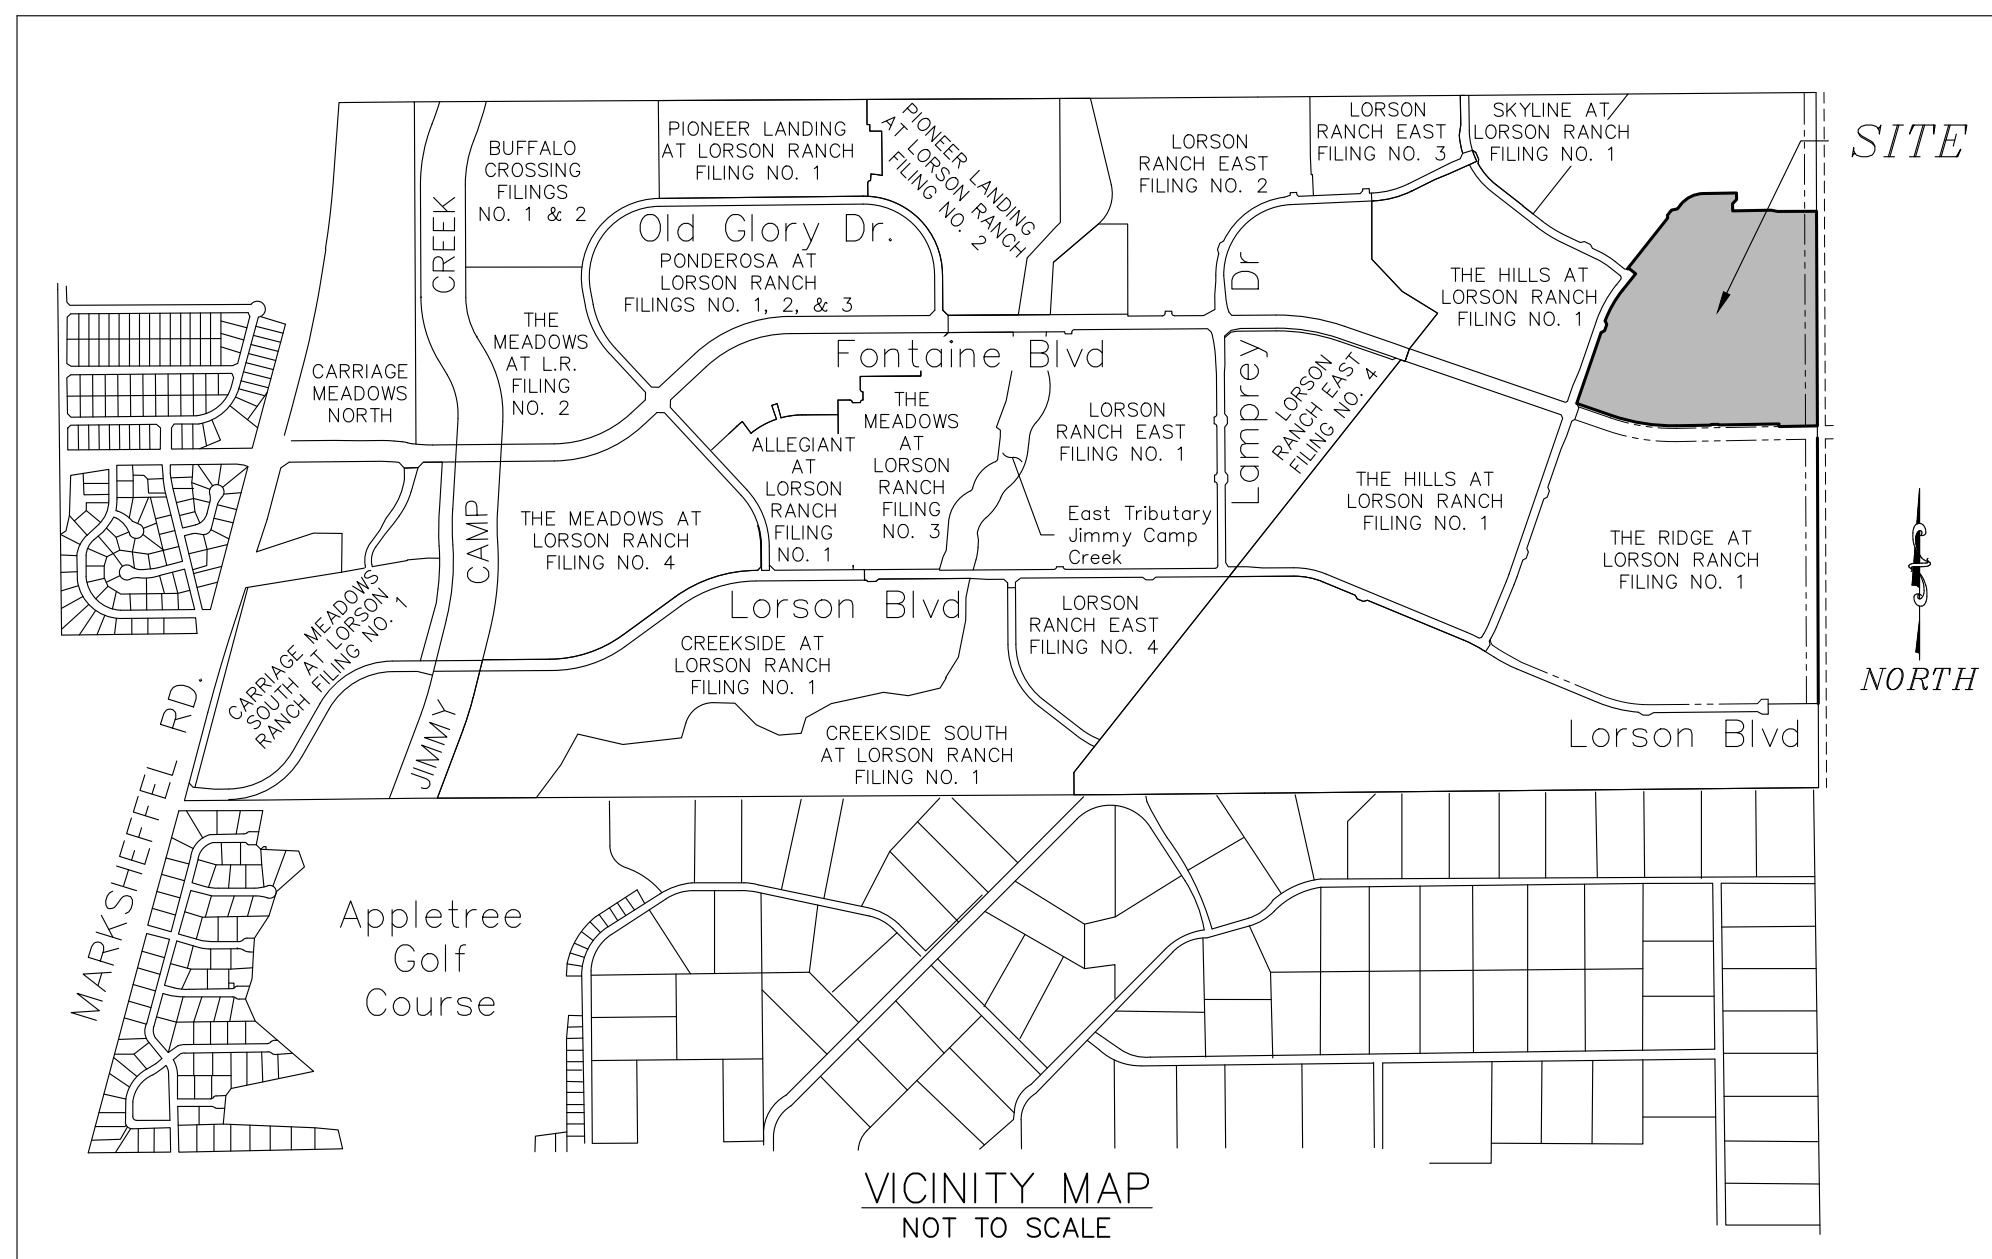 BUFFALO
CROSSING
FILINGS
NO. 1 & 2
PIONEER LANDING
AT LORSON RANCH
FILING NO. 1
PIONEER LANDING
AT LORSON RANCH
FILING NO. 2
LORSON
RANCH EAST
FILING NO. 2
LORSON
RANCH EAST
FILING NO. 3
SKYLINE AT
LORSON RANCH
FILING NO. 1
SITE
Old Glory Dr.
PONDEROSA AT
LORSON RANCH
FILINGS NO. 1, 2, & 3
THE HILLS AT
LORSON RANCH
FILING NO. 1
CARRIAGE
MEADOWS
NORTH
THE
MEADOWS
AT L.R.
FILING
NO. 2
Fontaine Blvd
Lamprey Dr
LORSON
RANCH EAST
FILING NO. 4
ALLEGIANT
AT
LORSON
RANCH
FILING
NO. 1
THE
MEADOWS
AT
LORSON
RANCH
FILING
NO. 3
LORSON
RANCH EAST
FILING NO. 1
THE HILLS AT
LORSON RANCH
FILING NO. 1
THE MEADOWS AT
LORSON RANCH
FILING NO. 4
East Tributary
Jimmy Camp
Creek
THE RIDGE AT
LORSON RANCH
FILING NO. 1
JIMMY CAMP CREEK
CARRIAGE MEADOWS
SOUTH AT LORSON
RANCH FILING NO. 1
Lorson Blvd
CREEKSIDE AT
LORSON RANCH
FILING NO. 1
LORSON
RANCH EAST
FILING NO. 4
NORTH
CREEKSIDE SOUTH
AT LORSON RANCH
FILING NO. 1
Lorson Blvd
MARKSHEFFEL RD.
Appletree
Golf
Course
VICINITY MAP
NOT TO SCALE